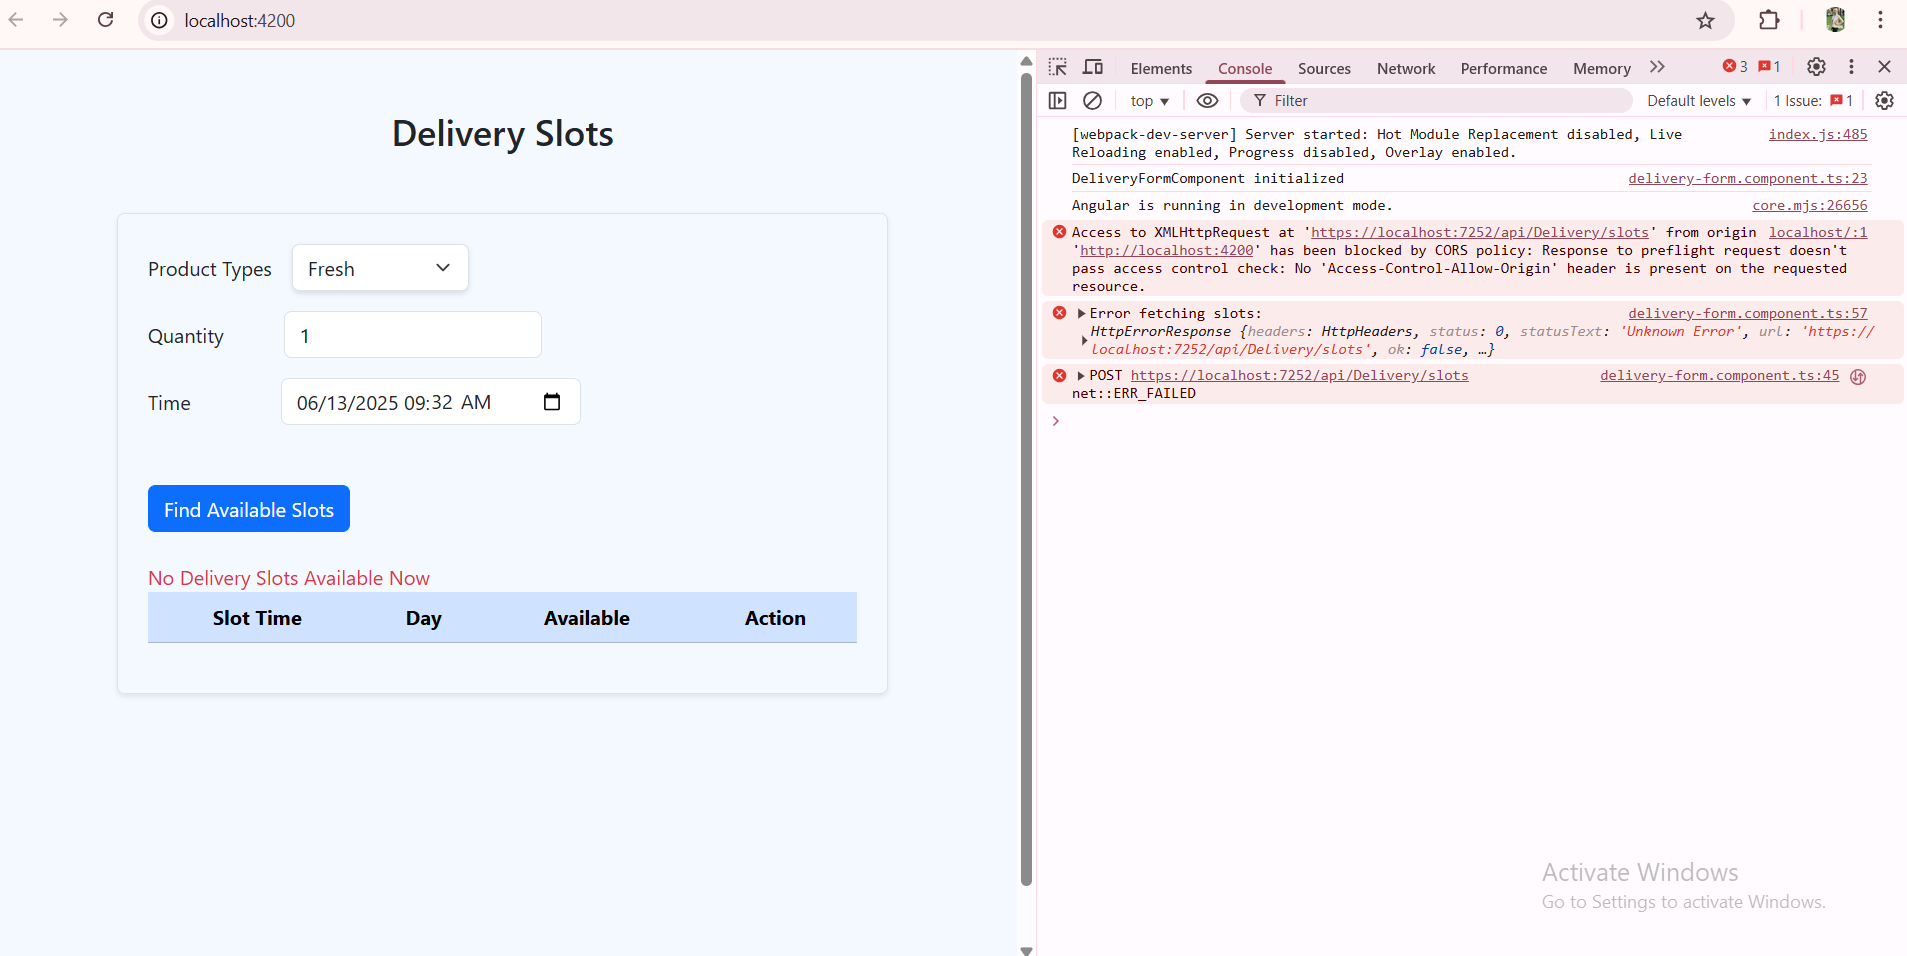 localhost:4200
Delivery Slots
Product Types
Fresh
Quantity
1
Time
06/13/2025 09:32 AM
Find Available Slots
No Delivery Slots Available Now
Slot Time Day Available Action
Elements Console Sources Network Performance Memory 3 1
top Filter Default levels 1 Issue: 1
[webpack-dev-server] Server started: Hot Module Replacement disabled, Live index.js:485
Reloading enabled, Progress disabled, Overlay enabled.
DeliveryFormComponent initialized delivery-form.component.ts:23
Angular is running in development mode. core.mjs:26656
Access to XMLHttpRequest at 'https://localhost:7252/api/Delivery/slots' from origin localhost/:1
'http://localhost:4200' has been blocked by CORS policy: Response to preflight request doesn't
pass access control check: No 'Access-Control-Allow-Origin' header is present on the requested
resource.
Error fetching slots: delivery-form.component.ts:57
HttpErrorResponse {headers: HttpHeaders, status: 0, statusText: 'Unknown Error', url: 'https://
localhost:7252/api/Delivery/slots', ok: false, …}
POST https://localhost:7252/api/Delivery/slots delivery-form.component.ts:45
net::ERR_FAILED
Activate Windows
Go to Settings to activate Windows.